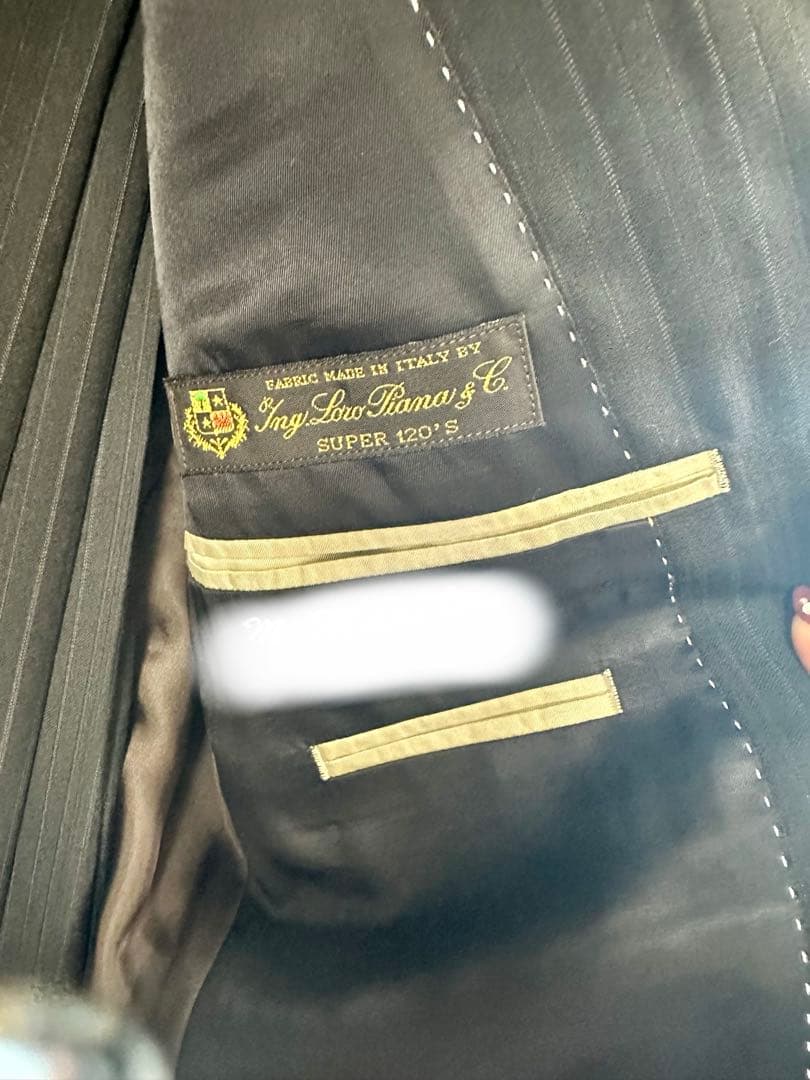 FABRIC MADE IN ITALY BY
Ing. Loro Piana & C.
SUPER 120'S